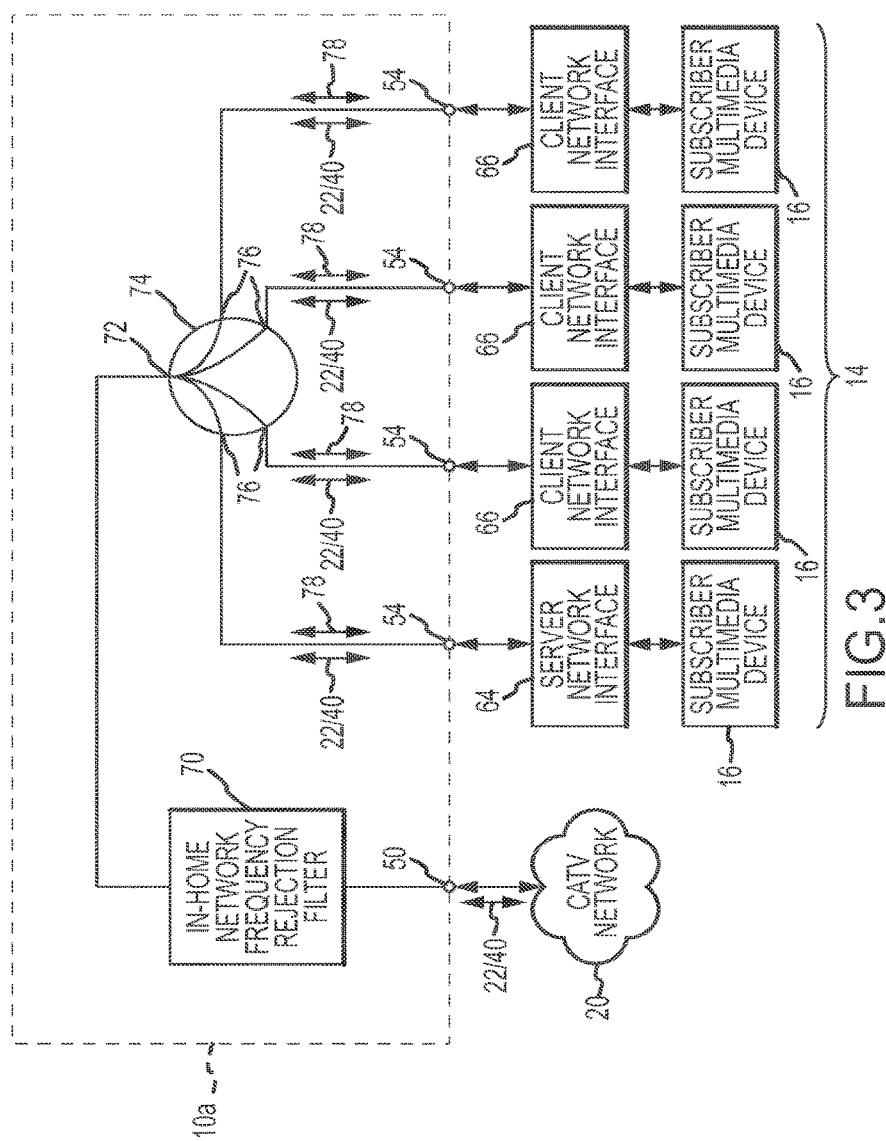 10a
IN-HOME
NETWORK
FREQUENCY
REJECTION
FILTER
70
72
74
76
76
22/40
78
22/40
78
22/40
78
22/40
78
50
54
54
54
54
22/40
20
CATV
NETWORK
64
SERVER
NETWORK
INTERFACE
66
CLIENT
NETWORK
INTERFACE
66
CLIENT
NETWORK
INTERFACE
66
CLIENT
NETWORK
INTERFACE
16
SUBSCRIBER
MULTIMEDIA
DEVICE
16
SUBSCRIBER
MULTIMEDIA
DEVICE
16
SUBSCRIBER
MULTIMEDIA
DEVICE
16
SUBSCRIBER
MULTIMEDIA
DEVICE
14
FIG.3